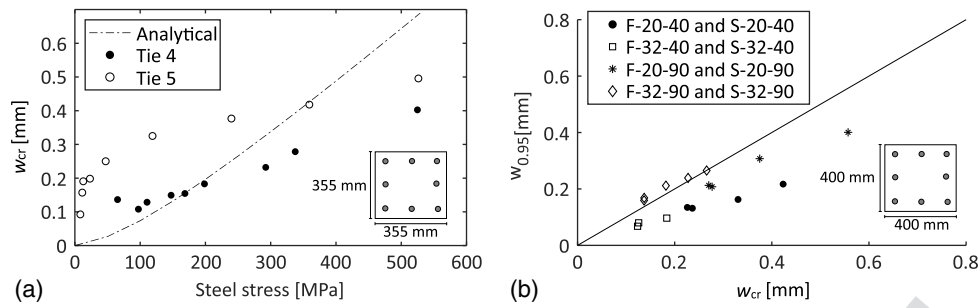 0.6
0.5
0.4
0.3
0.2
0.1
0
wcr [mm]
Analytical
Tie 4
Tie 5
355 mm
355 mm
0 100 200 300 400 500 600
Steel stress [MPa]
(a)
0.8
0.6
0.4
0.2
0
w0.95[mm]
F-20-40 and S-20-40
F-32-40 and S-32-40
F-20-90 and S-20-90
F-32-90 and S-32-90
400 mm
400 mm
0 0.2 0.4 0.6 0.8
wcr [mm]
(b)